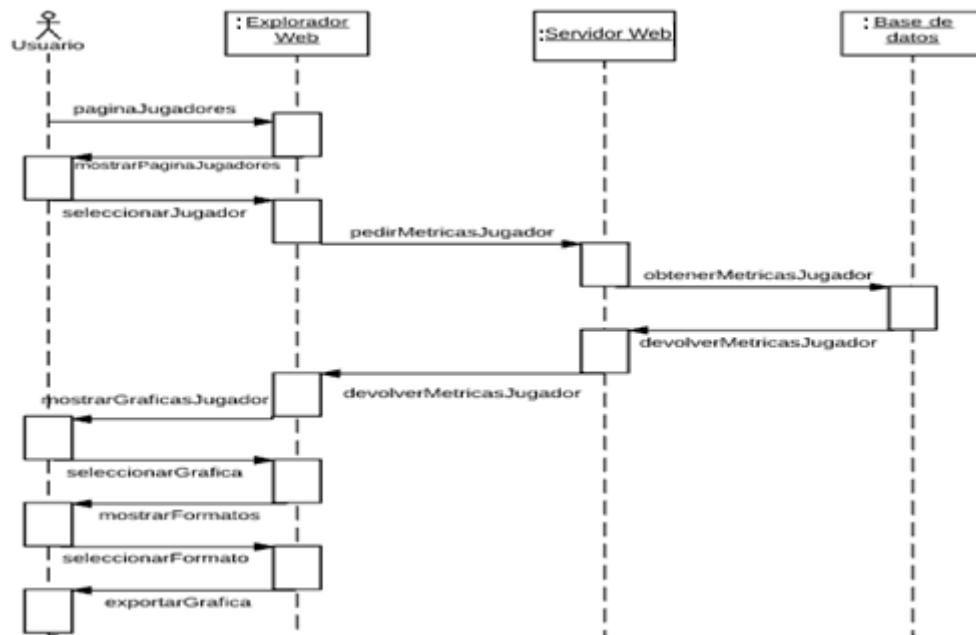 Usuario
: Explorador
Web
:Servidor Web
: Base de
datos
paginaJugadores
mostrarPaginaJugadores
seleccionarJugador
pedirMetricasJugador
obtenerMetricasJugador
devolverMetricasJugador
devolverMetricasJugador
mostrarGraficasJugador
seleccionarGrafica
mostrarFormatos
seleccionarFormato
exportarGrafica